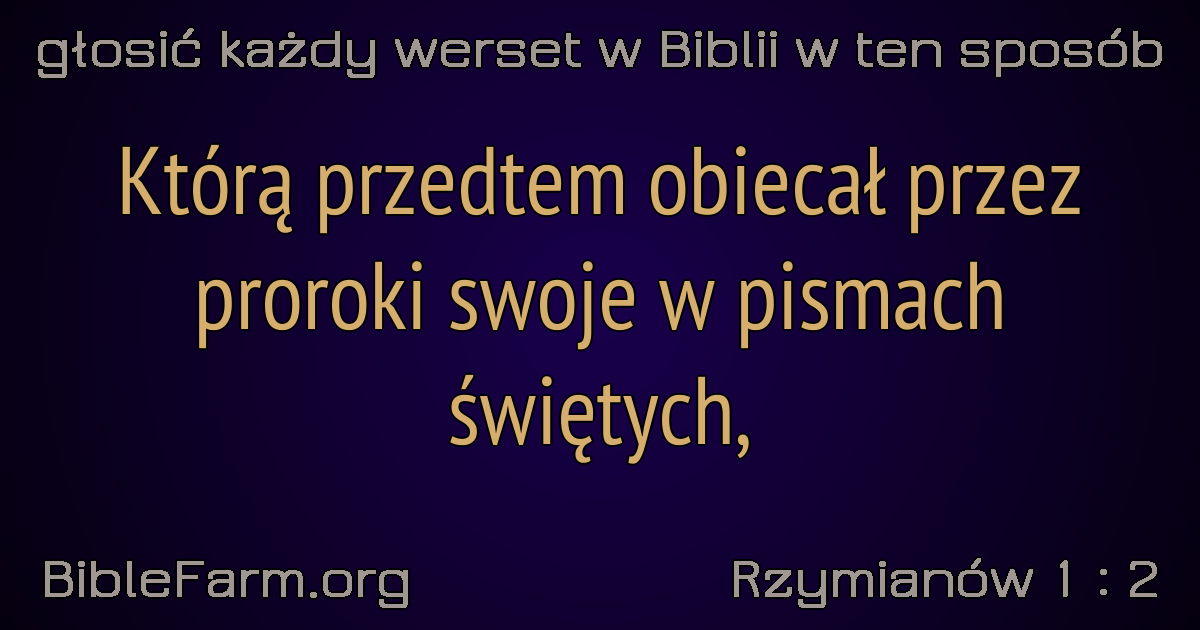 głosić każdy werset w Biblii w ten sposób
Którą przedtem obiecał przez
proroki swoje w pismach
świętych,
BibleFarm.org
Rzymianów 1 : 2